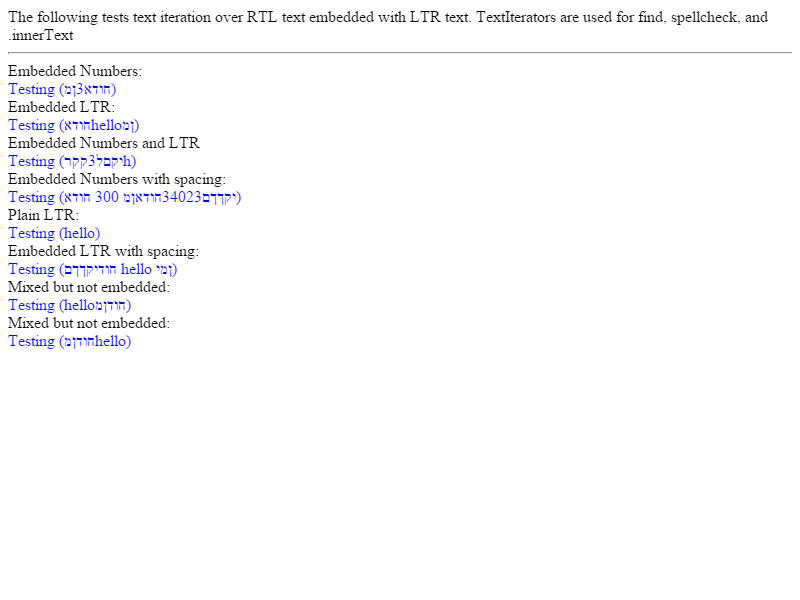 The following tests text iteration over RTL text embedded with LTR text. TextIterators are used for find, spellcheck, and
.innerText
Embedded Numbers:
Testing (חודא3ןמ)
Embedded LTR:
Testing (חודאhelloןמ)
Embedded Numbers and LTR
Testing (יקםל3קקרh)
Embedded Numbers with spacing:
Testing (יקךךם34023חודאןמ 300 חודא)
Plain LTR:
Testing (hello)
Embedded LTR with spacing:
Testing (חודיקךךם hello ןמי)
Mixed but not embedded:
Testing (helloחודןמ)
Mixed but not embedded:
Testing (חודןמhello)